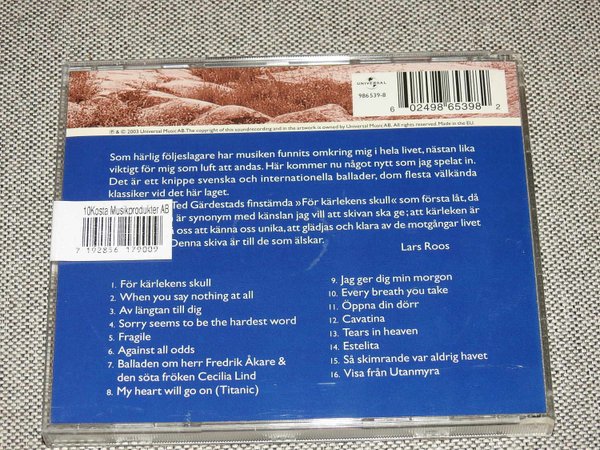 UNIVERSAL
986 539-8
6 02498 65398 2
℗ & © 2003 Universal Music AB. The copyright of this soundrecording and in the artwork is owned by Universal Music AB. All rights reserved. Made in the EU.
Som härlig följeslagare har musiken funnits omkring mig i hela livet, nästan lika
viktigt för mig som luft att andas. Här kommer nu något nytt som jag spelat in.
Det är ett knippe svenska och internationella ballader, dom flesta välkända
klassiker vid det här laget.
Ted Gärdestads finstämda »För kärlekens skull« som första låt, då
är synonym med känslan jag vill att skivan ska ge; att kärleken är
oss att känna oss unika, att glädjas och klara av de motgångar livet
Denna skiva är till de som älskar.
Lars Roos
10Kosta Musikprodukter AB
7 192856 179009
1. För kärlekens skull
2. When you say nothing at all
3. Av längtan till dig
4. Sorry seems to be the hardest word
5. Fragile
6. Against all odds
7. Balladen om herr Fredrik Åkare &
den söta fröken Cecilia Lind
8. My heart will go on (Titanic)
9. Jag ger dig min morgon
10. Every breath you take
11. Öppna din dörr
12. Cavatina
13. Tears in heaven
14. Estelita
15. Så skimrande var aldrig havet
16. Visa från Utanmyra